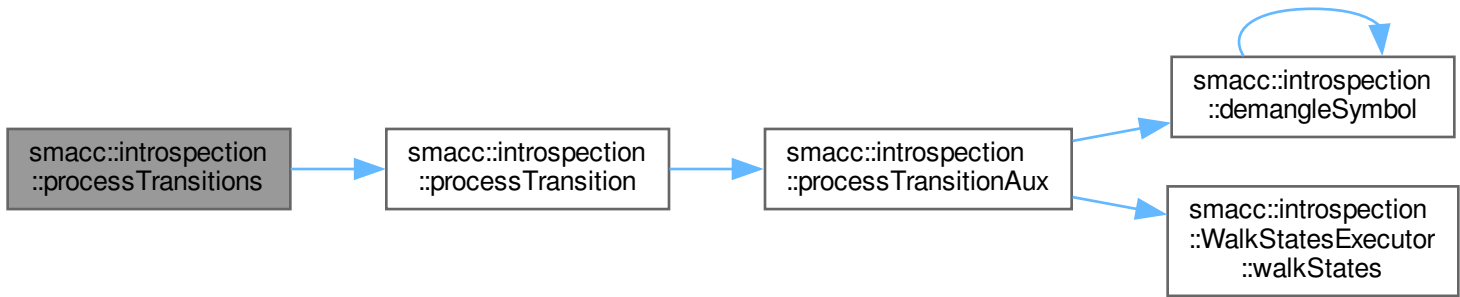 smacc::introspection
::processTransitions
smacc::introspection
::processTransition
smacc::introspection
::processTransitionAux
smacc::introspection
::demangleSymbol
smacc::introspection
::WalkStatesExecutor
::walkStates